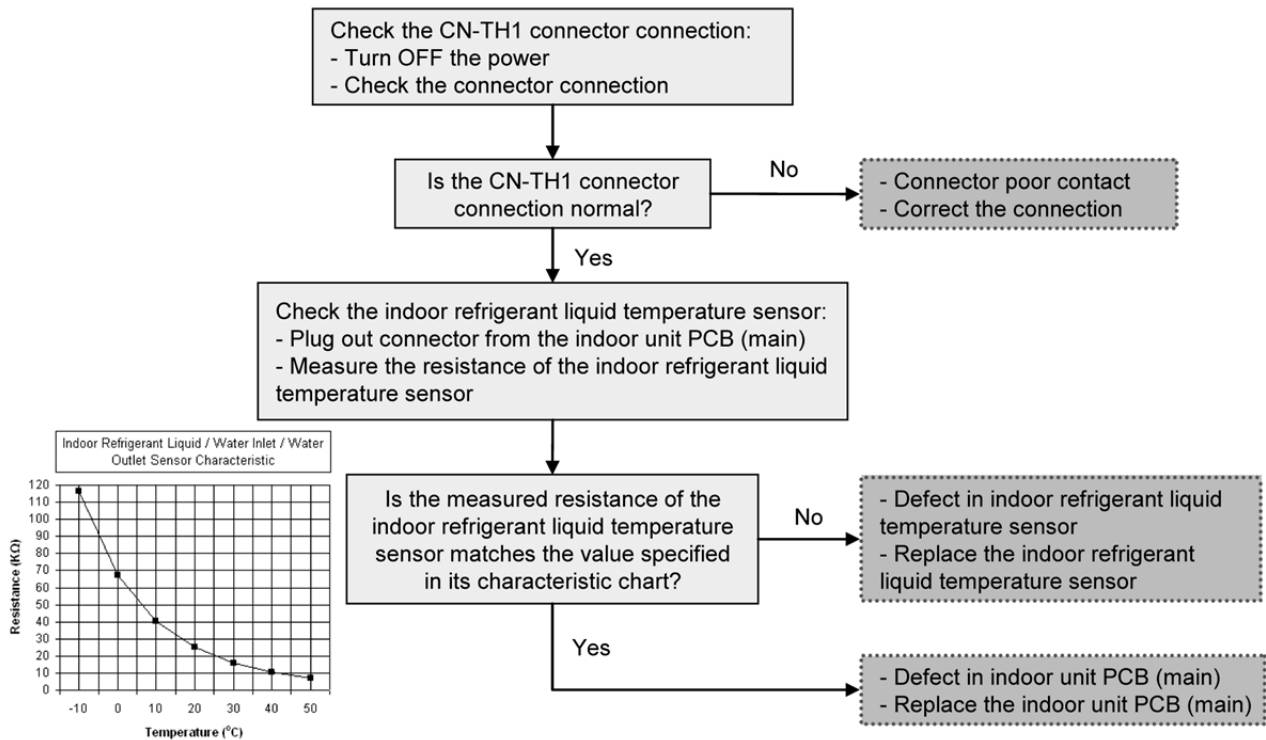 Check the CN-TH1 connector connection:
- Turn OFF the power
- Check the connector connection
Is the CN-TH1 connector
connection normal?
No
- Connector poor contact
- Correct the connection
Yes
Check the indoor refrigerant liquid temperature sensor:
- Plug out connector from the indoor unit PCB (main)
- Measure the resistance of the indoor refrigerant liquid
temperature sensor
Indoor Refrigerant Liquid / Water Inlet / Water
Outlet Sensor Characteristic
Resistance (KΩ)
120
110
100
90
80
70
60
50
40
30
20
10
0
-10 0 10 20 30 40 50
Temperature (°C)
Is the measured resistance of the
indoor refrigerant liquid temperature
sensor matches the value specified
in its characteristic chart?
No
- Defect in indoor refrigerant liquid
temperature sensor
- Replace the indoor refrigerant
liquid temperature sensor
Yes
- Defect in indoor unit PCB (main)
- Replace the indoor unit PCB (main)